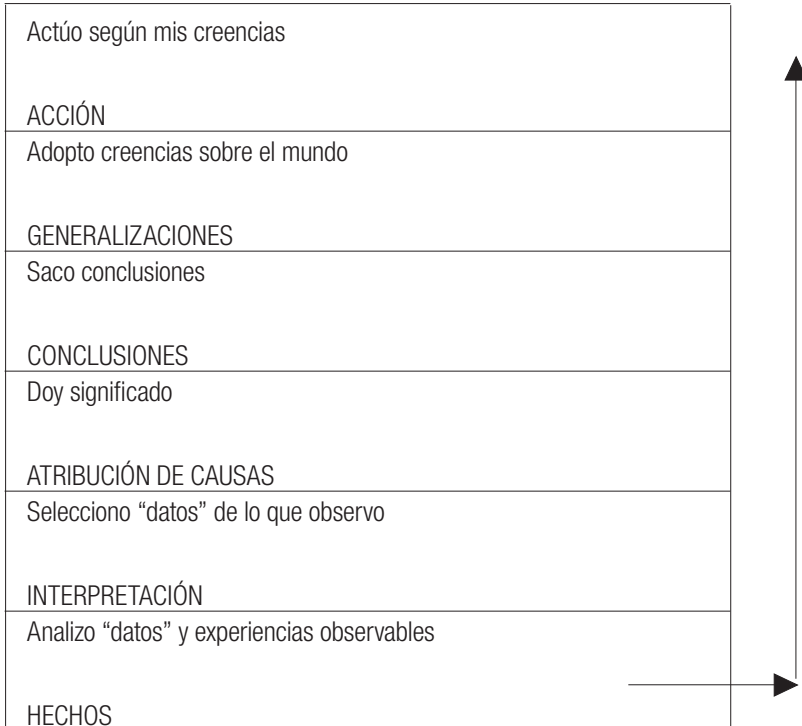 Actúo según mis creencias
ACCIÓN
Adopto creencias sobre el mundo
GENERALIZACIONES
Saco conclusiones
CONCLUSIONES
Doy significado
ATRIBUCIÓN DE CAUSAS
Selecciono “datos” de lo que observo
INTERPRETACIÓN
Analizo “datos” y experiencias observables
HECHOS